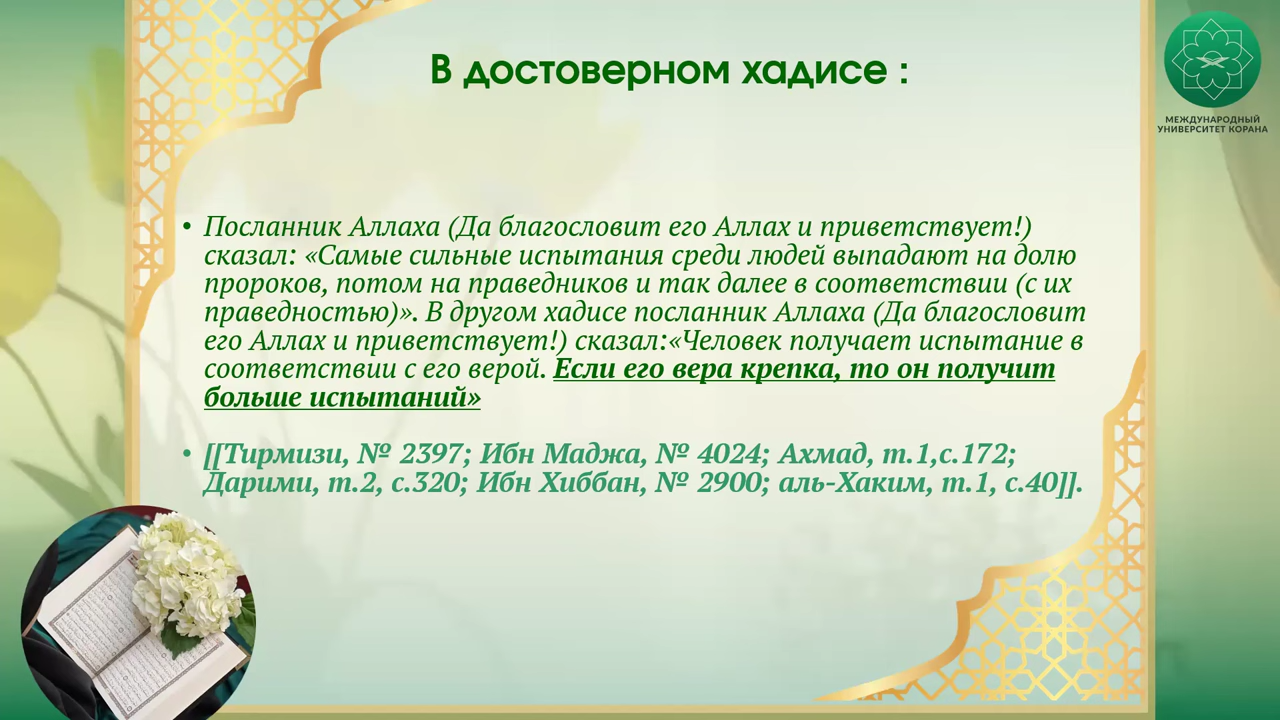 В достоверном хадисе :
МЕЖДУНАРОДНЫЙ
УНИВЕРСИТЕТ КОРАНА
• Посланник Аллаха (Да благословит его Аллах и приветствует!)
сказал: «Самые сильные испытания среди людей выпадают на долю
пророков, потом на праведников и так далее в соответствии (с их
праведностью)». В другом хадисе посланник Аллаха (Да благословит
его Аллах и приветствует!) сказал:«Человек получает испытание в
соответствии с его верой. Если его вера крепка, то он получит
больше испытаний»
• [[Тирмизи, № 2397; Ибн Маджа, № 4024; Ахмад, т.1,с.172;
Дарими, т.2, с.320; Ибн Хиббан, № 2900; аль-Хаким, т.1, с.40]].